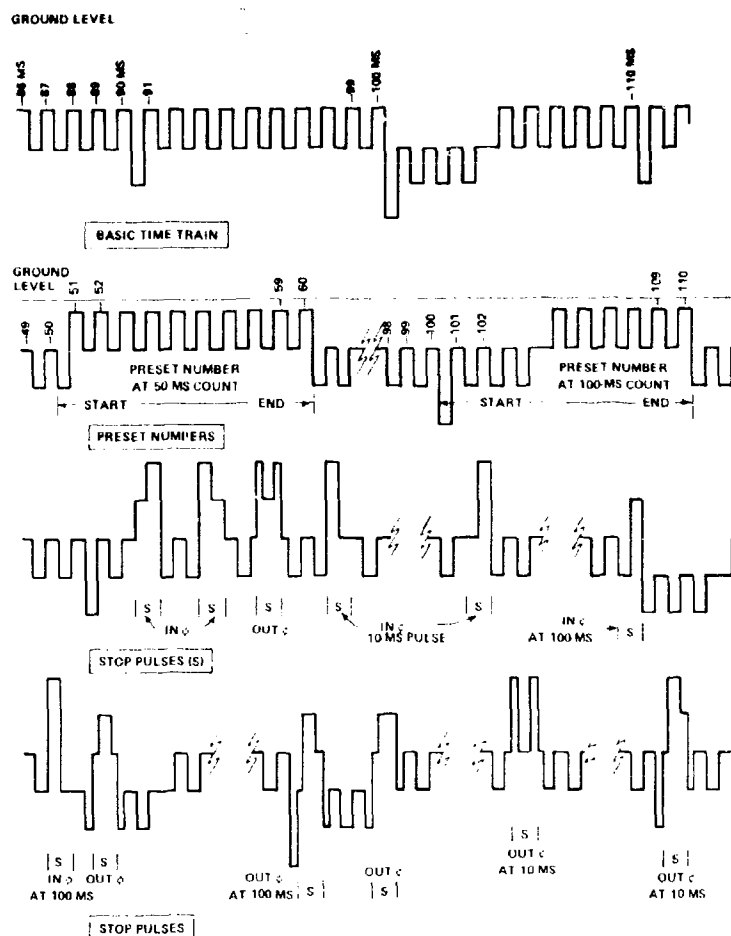 GROUND LEVEL
-86 MS
-87
-88
-89
-90 MS
-91
-99
-100 MS
-110 MS
BASIC TIME TRAIN
GROUND
LEVEL
-49
-50
51
52
59
60
98
99
100
101
102
109
110
PRESET NUMBER
AT 50 MS COUNT
PRESET NUMBER
AT 100-MS COUNT
START
END
START
END
PRESET NUMBERS
S
S
S
S
S
IN φ
OUT ¢
IN ¢
10 MS PULSE
IN ¢
AT 100 MS
S
STOP PULSES (S)
S
S
IN φ
OUT φ
AT 100 MS
OUT φ
AT 100 MS
S
OUT ¢
S
S
OUT ¢
AT 10 MS
S
OUT ¢
AT 10 MS
STOP PULSES